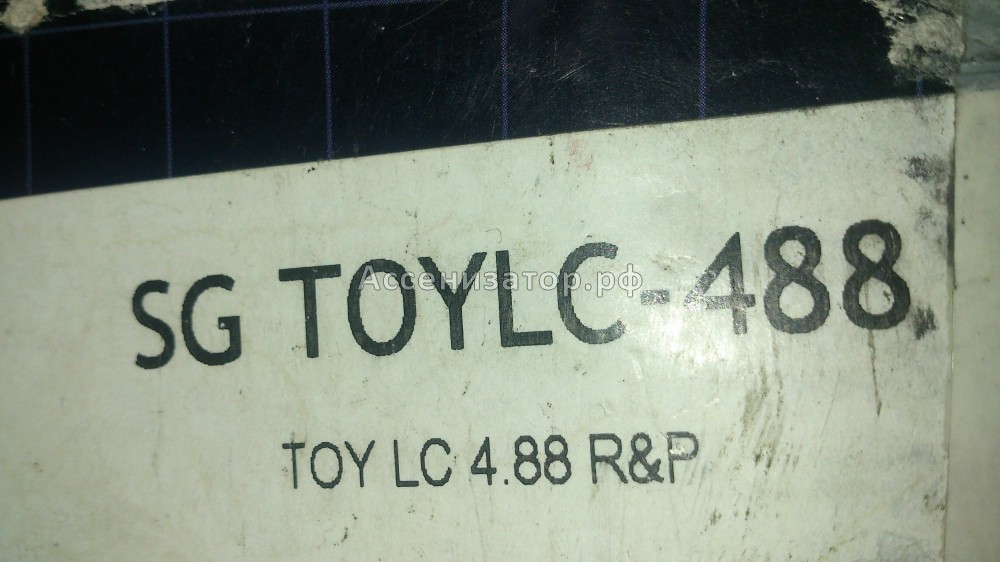 SG TOYLC-488
Ассенизатор.рф
TOY LC 4.88 R&P